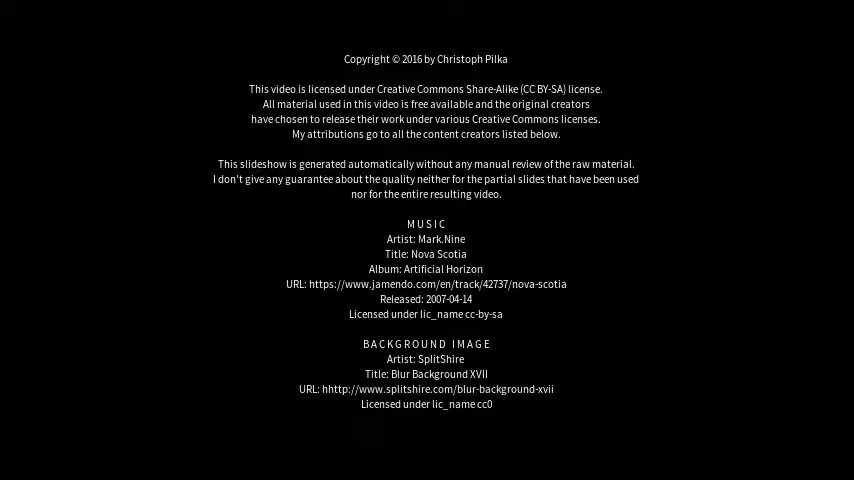 Copyright © 2016 by Christoph Pilka
This video is licensed under Creative Commons Share-Alike (CC BY-SA) license.
All material used in this video is free available and the original creators
have chosen to release their work under various Creative Commons licenses.
My attributions go to all the content creators listed below.
This slideshow is generated automatically without any manual review of the raw material.
I don't give any guarantee about the quality neither for the partial slides that have been used
nor for the entire resulting video.
MUSIC
Artist: Mark.Nine
Title: Nova Scotia
Album: Artificial Horizon
URL: https://www.jamendo.com/en/track/42737/nova-scotia
Released: 2007-04-14
Licensed under lic_name cc-by-sa
BACKGROUND IMAGE
Artist: SplitShire
Title: Blur Background XVII
URL: hhttp://www.splitshire.com/blur-background-xvii
Licensed under lic_name cc0